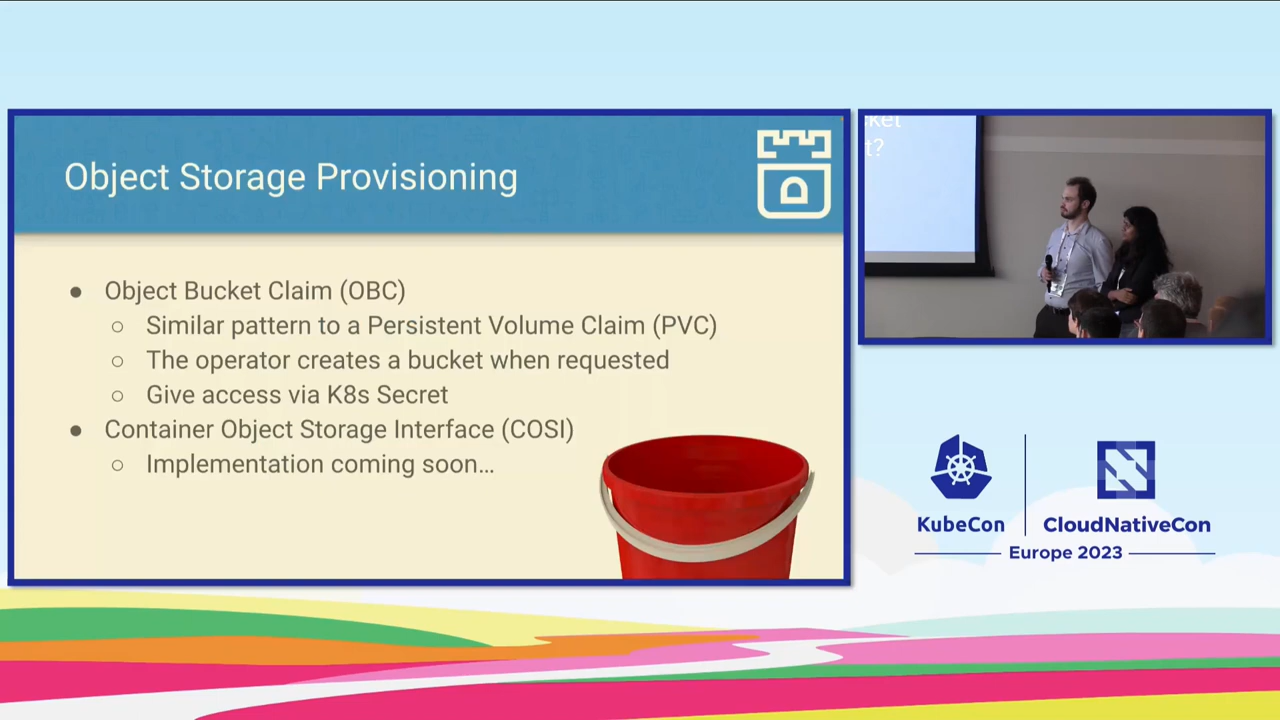 Object Storage Provisioning
● Object Bucket Claim (OBC)
○ Similar pattern to a Persistent Volume Claim (PVC)
○ The operator creates a bucket when requested
○ Give access via K8s Secret
● Container Object Storage Interface (COSI)
○ Implementation coming soon…
ket
t?
KubeCon
CloudNativeCon
Europe 2023